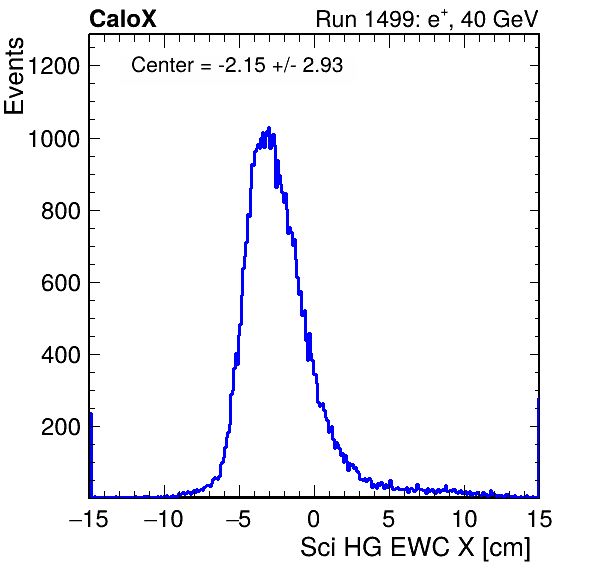 CaloX Run 1499: e⁺, 40 GeV
Center = -2.15 +/- 2.93
Events
1200
1000
800
600
400
200
−15 −10 −5 0 5 10 15
Sci HG EWC X [cm]